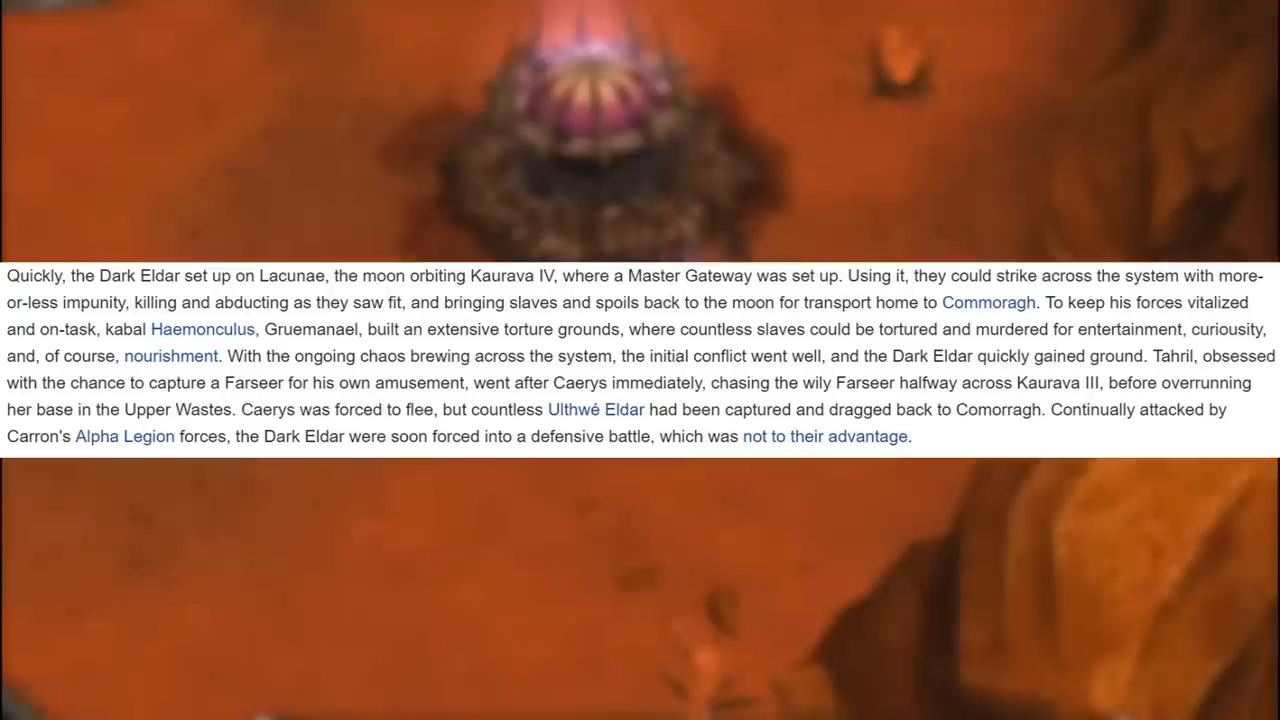 Quickly, the Dark Eldar set up on Lacunae, the moon orbiting Kaurava IV, where a Master Gateway was set up. Using it, they could strike across the system with more-
or-less impunity, killing and abducting as they saw fit, and bringing slaves and spoils back to the moon for transport home to Commoragh. To keep his forces vitalized
and on-task, kabal Haemonculus, Gruemanael, built an extensive torture grounds, where countless slaves could be tortured and murdered for entertainment, curiousity,
and, of course, nourishment. With the ongoing chaos brewing across the system, the initial conflict went well, and the Dark Eldar quickly gained ground. Tahril, obsessed
with the chance to capture a Farseer for his own amusement, went after Caerys immediately, chasing the wily Farseer halfway across Kaurava III, before overrunning
her base in the Upper Wastes. Caerys was forced to flee, but countless Ulthwé Eldar had been captured and dragged back to Comorragh. Continually attacked by
Carron's Alpha Legion forces, the Dark Eldar were soon forced into a defensive battle, which was not to their advantage.